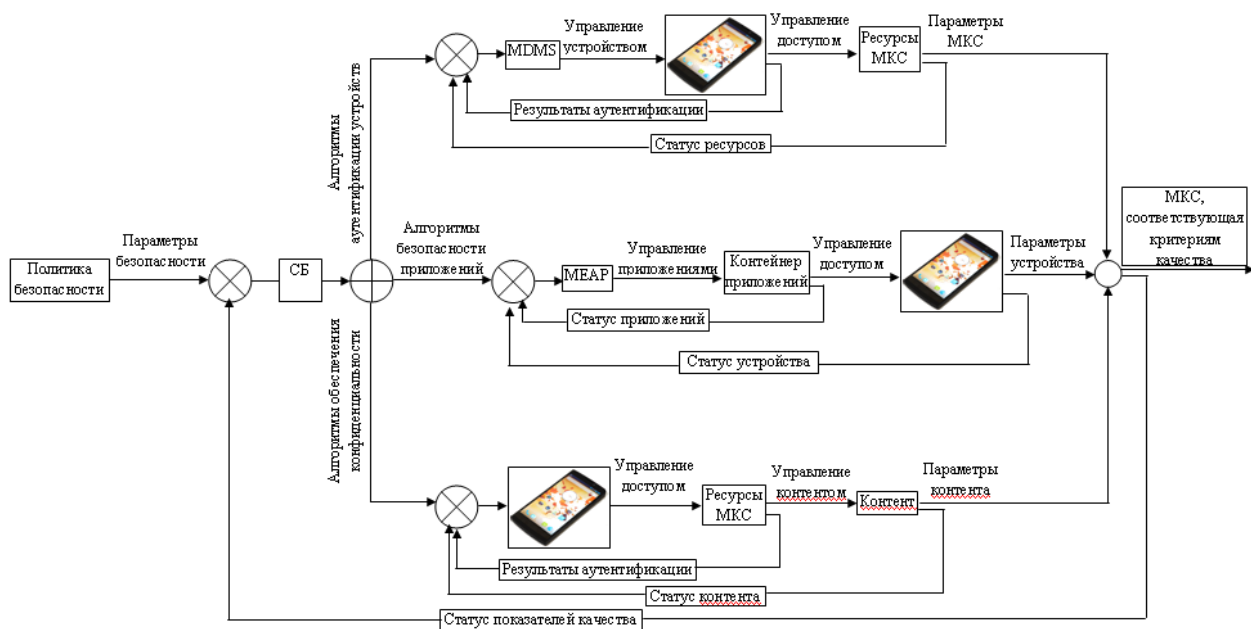 Управление
устройством
Управление
доступом
Параметры
МКС
MDMS
Ресурсы
МКС
Результаты аутентификации
Статус ресурсов
Алгоритмы
аутентификации устройств
Политика
безопасности
Параметры
безопасности
СБ
Алгоритмы
безопасности
приложений
MEAP
Управление
приложениями
Контейнер
приложений
Управление
доступом
Параметры
устройства
МКС,
соответствующая
критериям
качества
Статус приложений
Статус устройства
Алгоритмы обеспечения
конфиденциальности
Управление
доступом
Ресурсы
МКС
Управление
контентом
Контент
Параметры
контента
Результаты аутентификации
Статус контента
Статус показателей качества